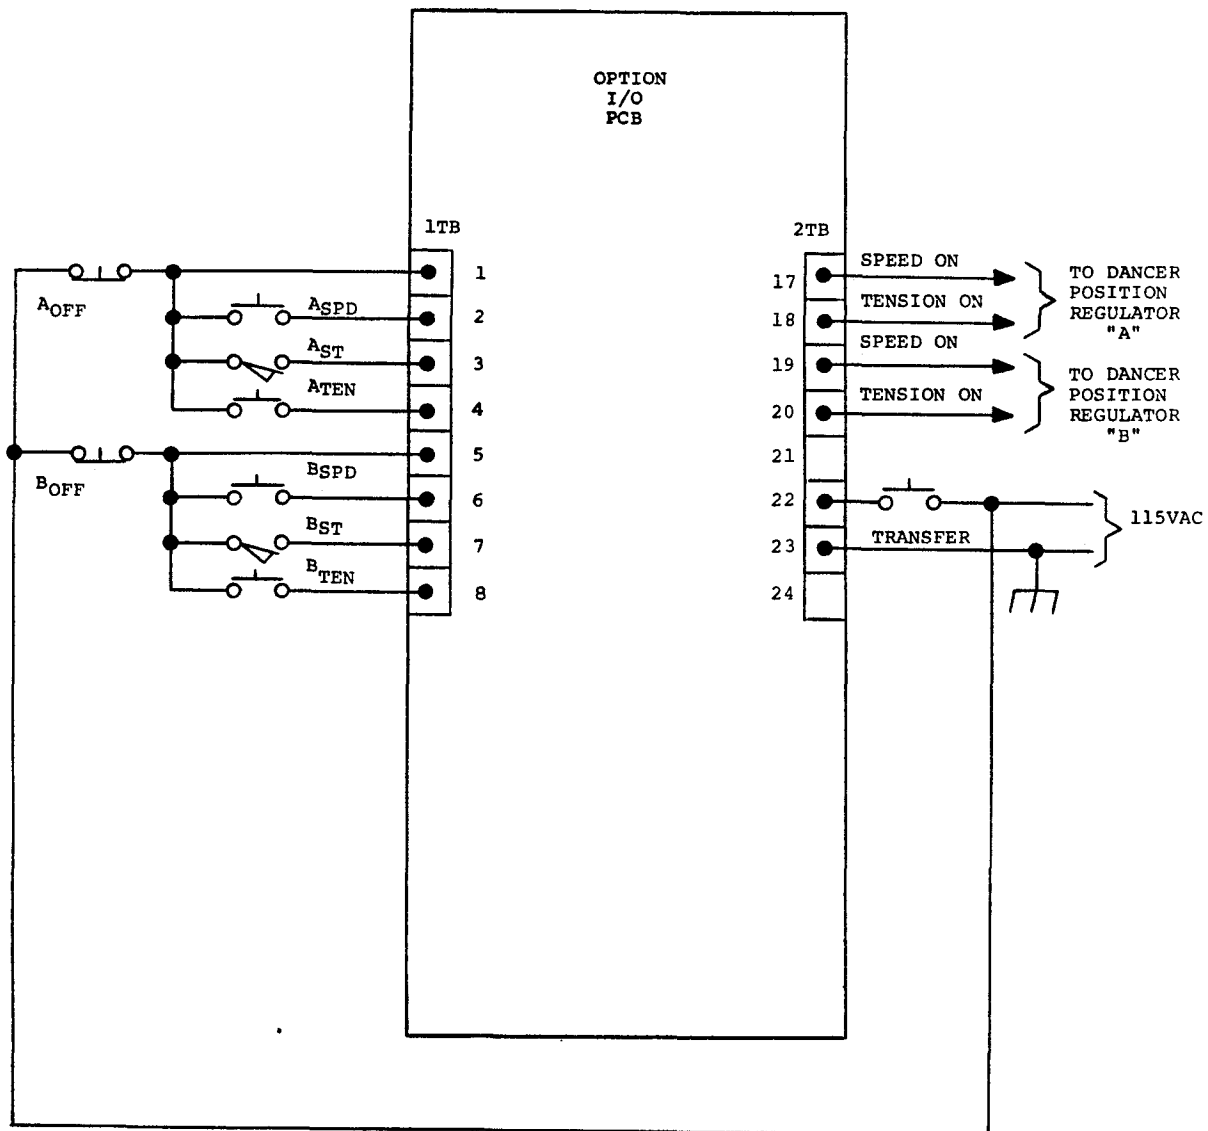 OPTION
I/O
PCB
1TB
1
2
3
4
5
6
7
8
AOFF
ASPD
AST
ATEN
BOFF
BSPD
BST
BTEN
2TB
17
18
19
20
21
22
23
24
SPEED ON
TENSION ON
SPEED ON
TENSION ON
TRANSFER
TO DANCER
POSITION
REGULATOR
"A"
TO DANCER
POSITION
REGULATOR
"B"
115VAC